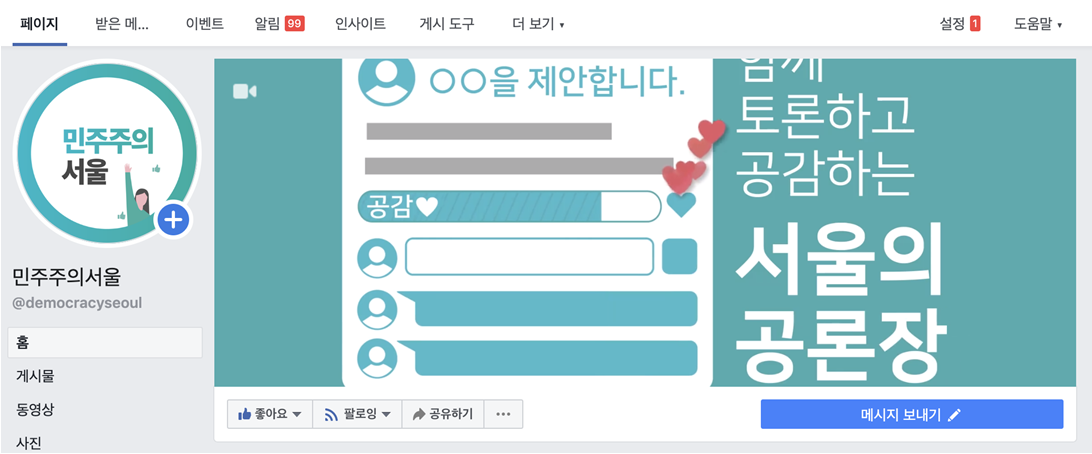 페이지 받은 메... 이벤트 알림 99 인사이트 게시 도구 더 보기 설정 1 도움말
민주주의
서울
민주주의서울
@democracyseoul
홈
게시물
동영상
사진
○○을 제안합니다.
공감
함께
토론하고
공감하는
서울의
공론장
좋아요 팔로잉 공유하기 ... 메시지 보내기